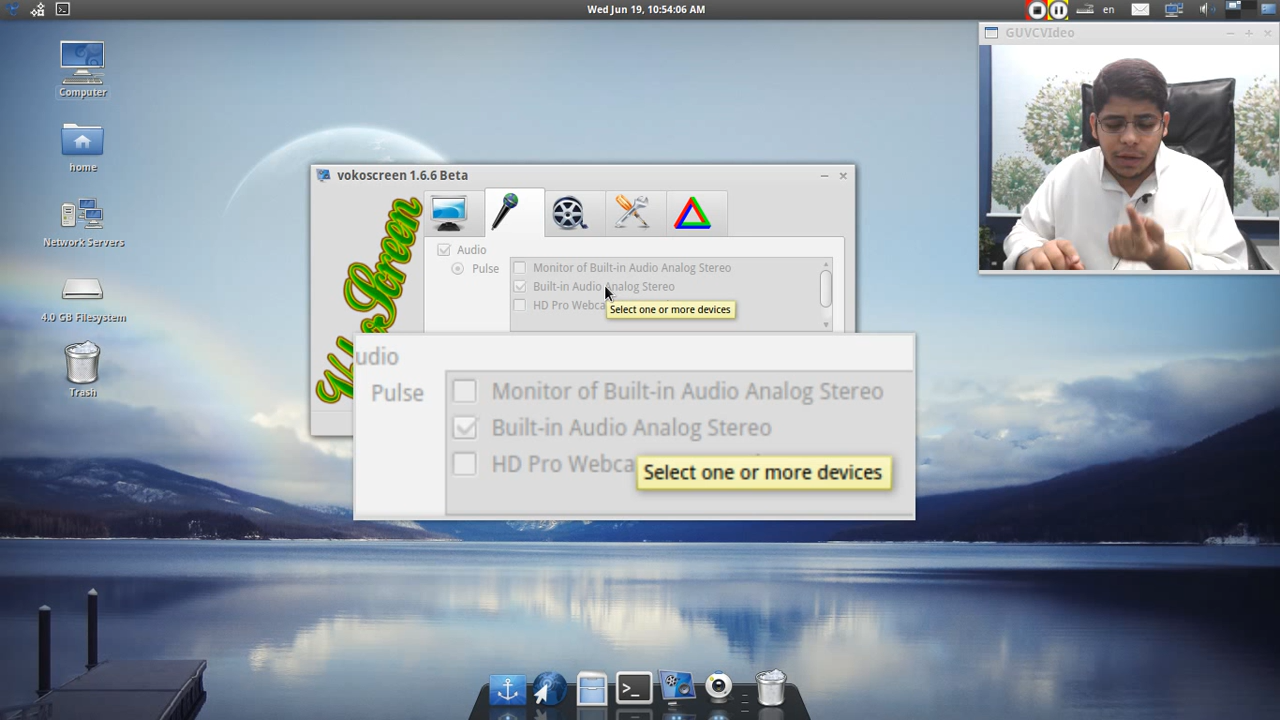 Wed Jun 19, 10:54:06 AM
en
GUVCVIdeo
Computer
home
Network Servers
4.0 GB Filesystem
Trash
vokoscreen 1.6.6 Beta
Audio
Pulse
Monitor of Built-in Audio Analog Stereo
Built-in Audio Analog Stereo
HD Pro Webca
Select one or more devices
udio
Pulse
Monitor of Built-in Audio Analog Stereo
Built-in Audio Analog Stereo
HD Pro Webca
Select one or more devices
>_